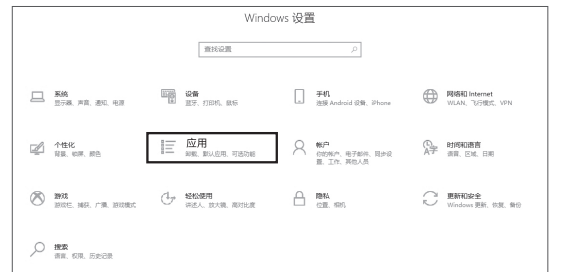 Windows 设置
查找设置
系统
显示器、声音、通知、电源
设备
蓝牙、打印机、鼠标
手机
连接 Android 设备、iPhone
网络和 Internet
WLAN、飞行模式、VPN
个性化
背景、锁屏、颜色
应用
卸载、默认应用、可选功能
帐户
你的帐户、电子邮件、同步设
置、工作、其他人员
时间和语言
语音、区域、日期
游戏
游戏栏、捕获、广播、游戏模式
轻松使用
讲述人、放大镜、高对比度
隐私
位置、相机
更新和安全
Windows 更新、恢复、备份
搜索
语言、权限、历史记录